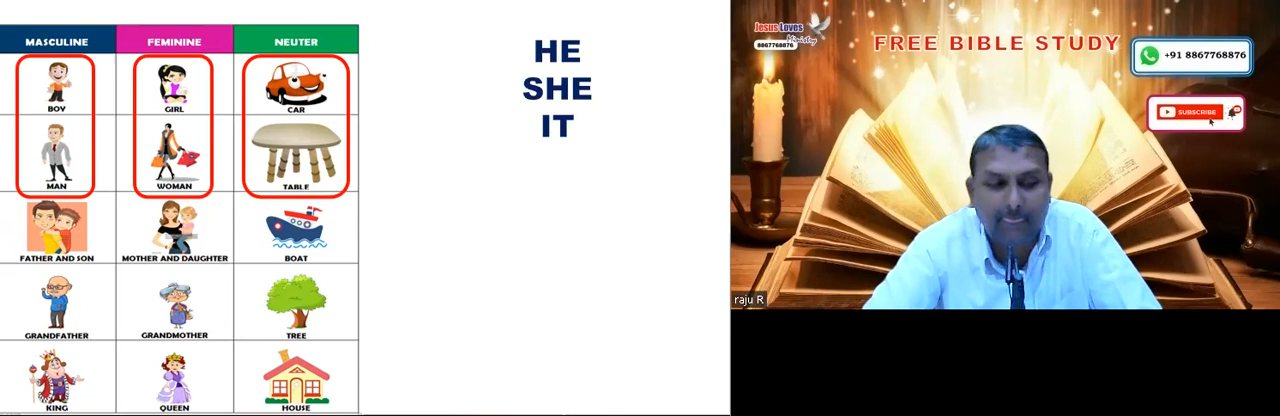 MASCULINE FEMININE NEUTER
BOY GIRL CAR
MAN WOMAN TABLE
FATHER AND SON MOTHER AND DAUGHTER BOAT
GRANDFATHER GRANDMOTHER TREE
KING QUEEN HOUSE
HE
SHE
IT
Jesus Loves
Ministry
8867768876
FREE BIBLE STUDY
+91 8867768876
SUBSCRIBE
raju R